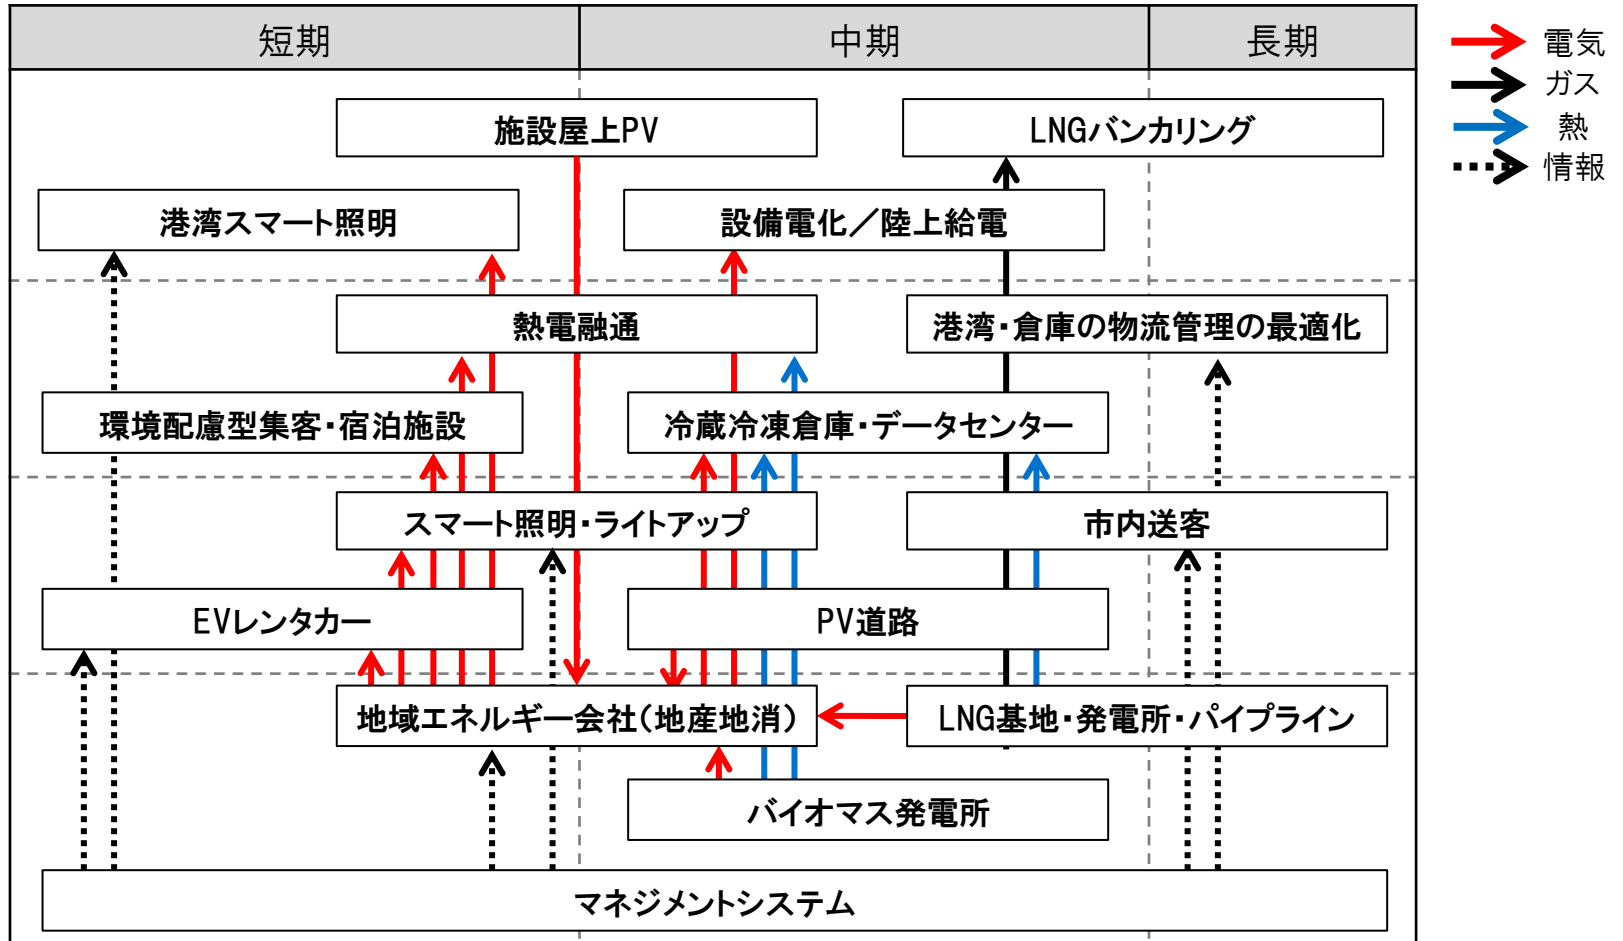 短期
中期
長期
電気
ガス
熱
情報
施設屋上PV
LNGバンカリング
港湾スマート照明
設備電化／陸上給電
熱電融通
港湾・倉庫の物流管理の最適化
環境配慮型集客・宿泊施設
冷蔵冷凍倉庫・データセンター
スマート照明・ライトアップ
市内送客
EVレンタカー
PV道路
地域エネルギー会社（地産地消）
LNG基地・発電所・パイプライン
バイオマス発電所
マネジメントシステム